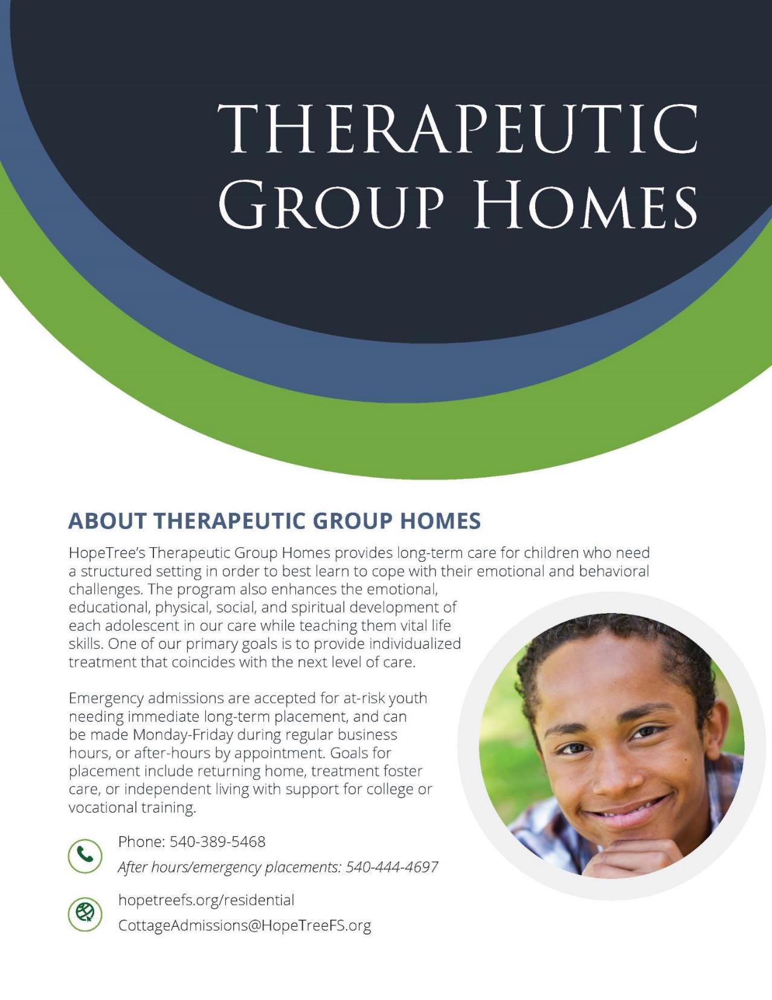 THERAPEUTIC
GROUP HOMES
ABOUT THERAPEUTIC GROUP HOMES
HopeTree's Therapeutic Group Homes provides long-term care for children who need
a structured setting in order to best learn to cope with their emotional and behavioral
challenges. The program also enhances the emotional,
educational, physical, social, and spiritual development of
each adolescent in our care while teaching them vital life
skills. One of our primary goals is to provide individualized
treatment that coincides with the next level of care.
Emergency admissions are accepted for at-risk youth
needing immediate long-term placement, and can
be made Monday-Friday during regular business
hours, or after-hours by appointment. Goals for
placement include returning home, treatment foster
care, or independent living with support for college or
vocational training.
Phone: 540-389-5468
After hours/emergency placements: 540-444-4697
hopetreefs.org/residential
CottageAdmissions@HopeTreeFS.org